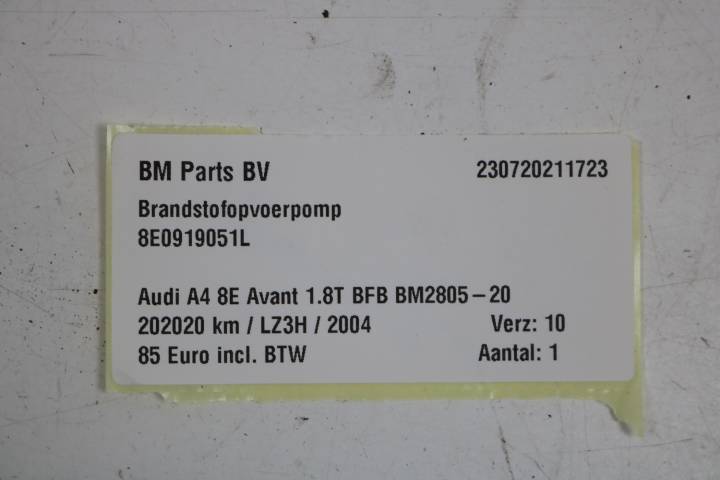 BM Parts BV 230720211723
Brandstofopvoerpomp
8E0919051L
Audi A4 8E Avant 1.8T BFB BM2805-20
202020 km / LZ3H / 2004 Verz: 10
85 Euro incl. BTW Aantal: 1